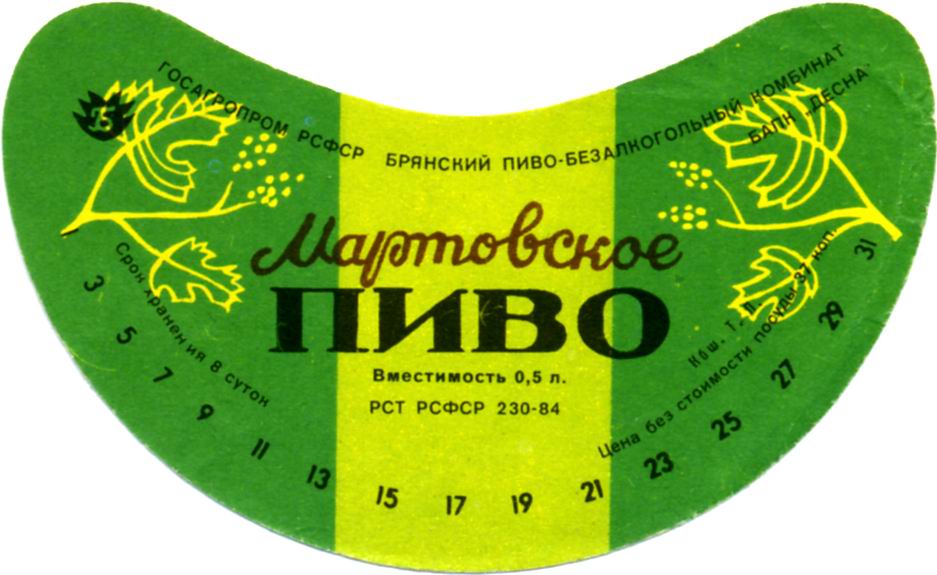 ГОСАГРОПРОМ РСФСР БРЯНСКИЙ ПИВО-БЕЗАЛКОГОЛЬНЫЙ КОМБИНАТ
БАПК „ДЕСНА"
Мартовское
ПИВО
Вместимость 0,5 л.
РСТ РСФСР 230-84
Срок хранения 8 суток
Цена без стоимости посуды 37 коп.
1 3 5 7 9 11 13 15 17 19 21 23 25 27 29 31